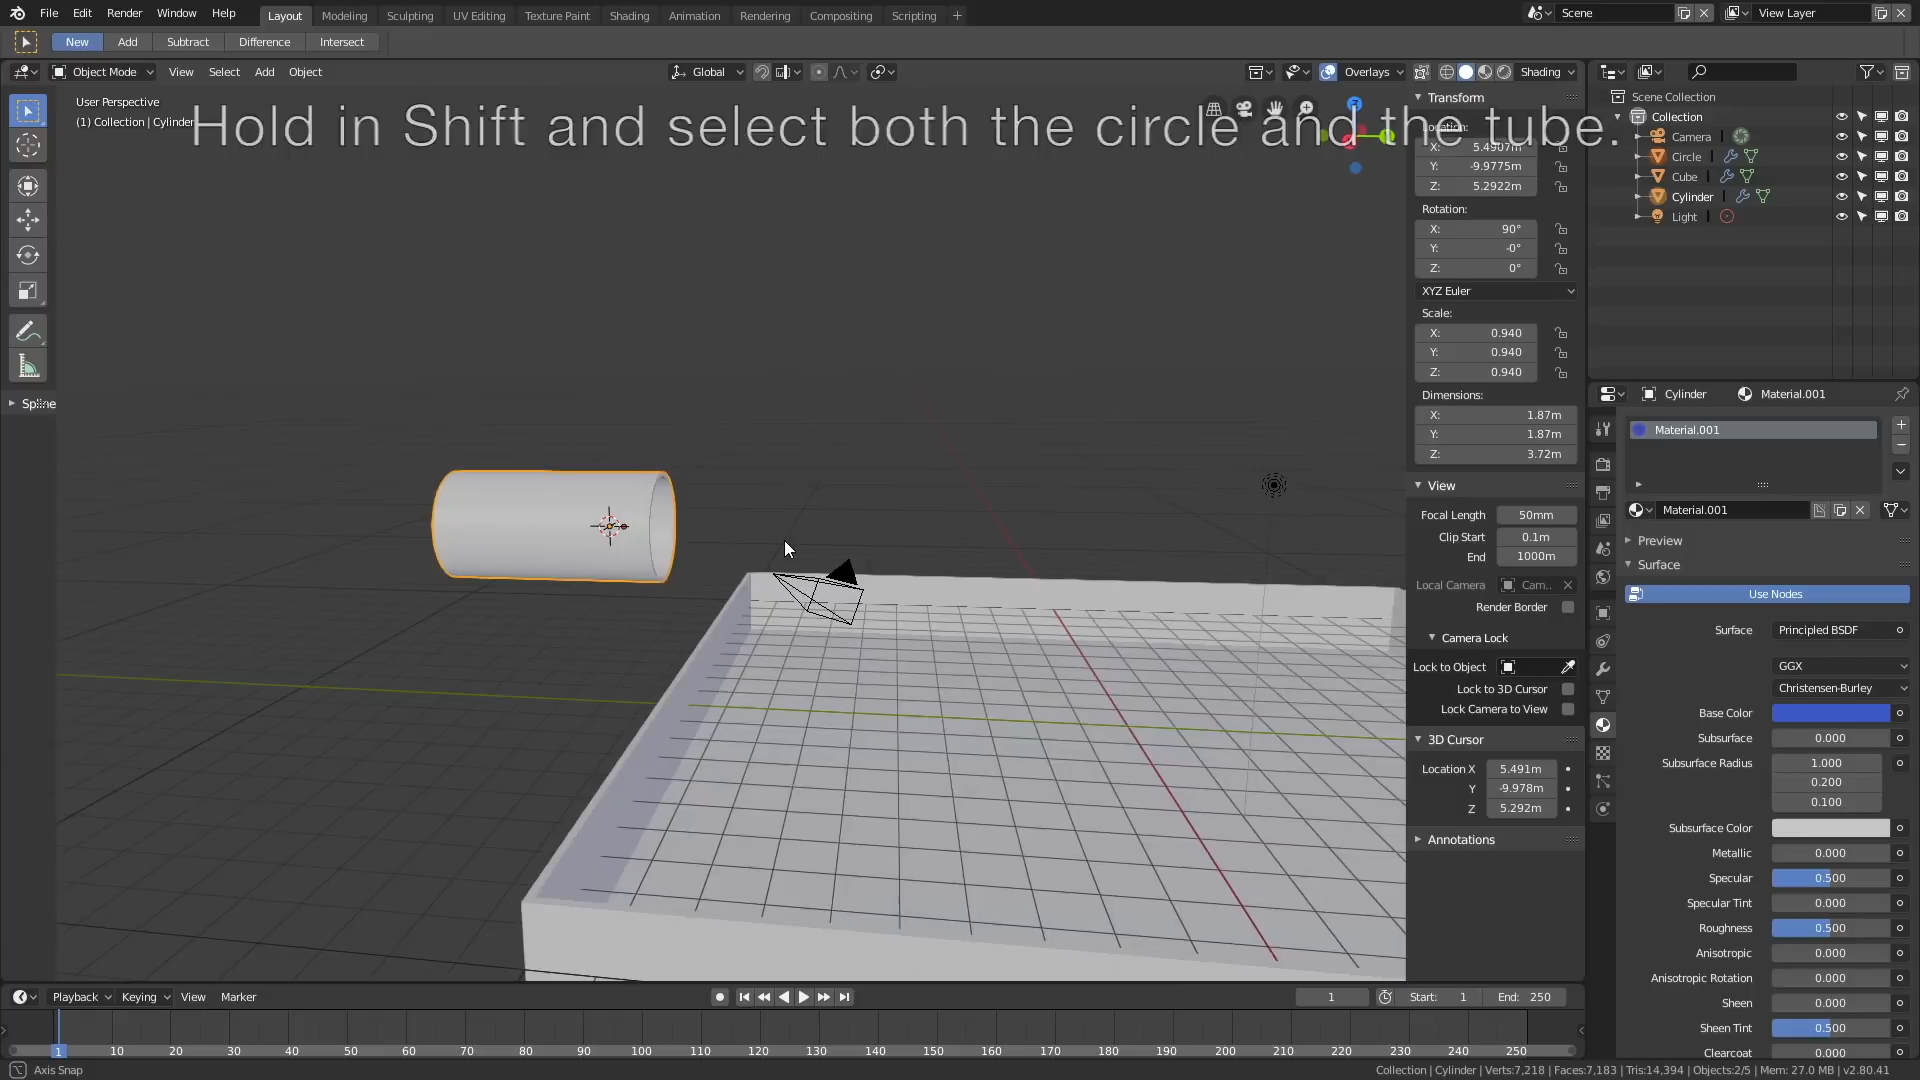 File Edit Render Window Help Layout Modeling Sculpting UV Editing Texture Paint Shading Animation Rendering Compositing Scripting + Scene View Layer
New Add Subtract Difference Intersect
Object Mode View Select Add Object Global Overlays Shading
User Perspective
(1) Collection | Cylinder
Hold in Shift and select both the circle and the tube.
Transform
Location:
X: 5.4907m
Y: -9.9775m
Z: 5.2922m
Rotation:
X: 90°
Y: -0°
Z: 0°
XYZ Euler
Scale:
X: 0.940
Y: 0.940
Z: 0.940
Dimensions:
X: 1.87m
Y: 1.87m
Z: 3.72m
View
Focal Length 50mm
Clip Start 0.1m
End 1000m
Local Camera Cam..
Render Border
Camera Lock
Lock to Object
Lock to 3D Cursor
Lock Camera to View
3D Cursor
Location X 5.491m
Y -9.978m
Z 5.292m
Annotations
Scene Collection
Collection
Camera
Circle
Cube
Cylinder
Light
Cylinder Material.001
Material.001
Material.001
Preview
Surface
Use Nodes
Surface Principled BSDF
GGX
Christensen-Burley
Base Color
Subsurface 0.000
Subsurface Radius 1.000
0.200
0.100
Subsurface Color
Metallic 0.000
Specular 0.500
Specular Tint 0.000
Roughness 0.500
Anisotropic 0.000
Anisotropic Rotation 0.000
Sheen 0.000
Sheen Tint 0.500
Clearcoat 0.000
Playback Keying View Marker 1 Start: 1 End: 250
1 10 20 30 40 50 60 70 80 90 100 110 120 130 140 150 160 170 180 190 200 210 220 230 240 250
Axis Snap
Collection | Cylinder | Verts:7,218 | Faces:7,183 | Tris:14,394 | Objects:2/5 | Mem: 27.0 MB | v2.80.41